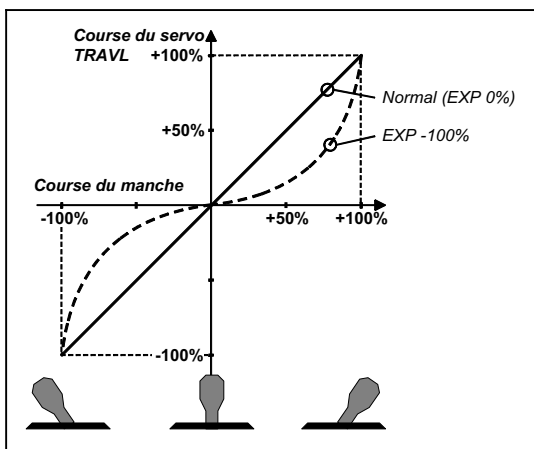 Course du servo
TRAVL
+100%
Normal (EXP 0%)
+50%
EXP -100%
Course du manche
-100%
+50%
+100%
-100%